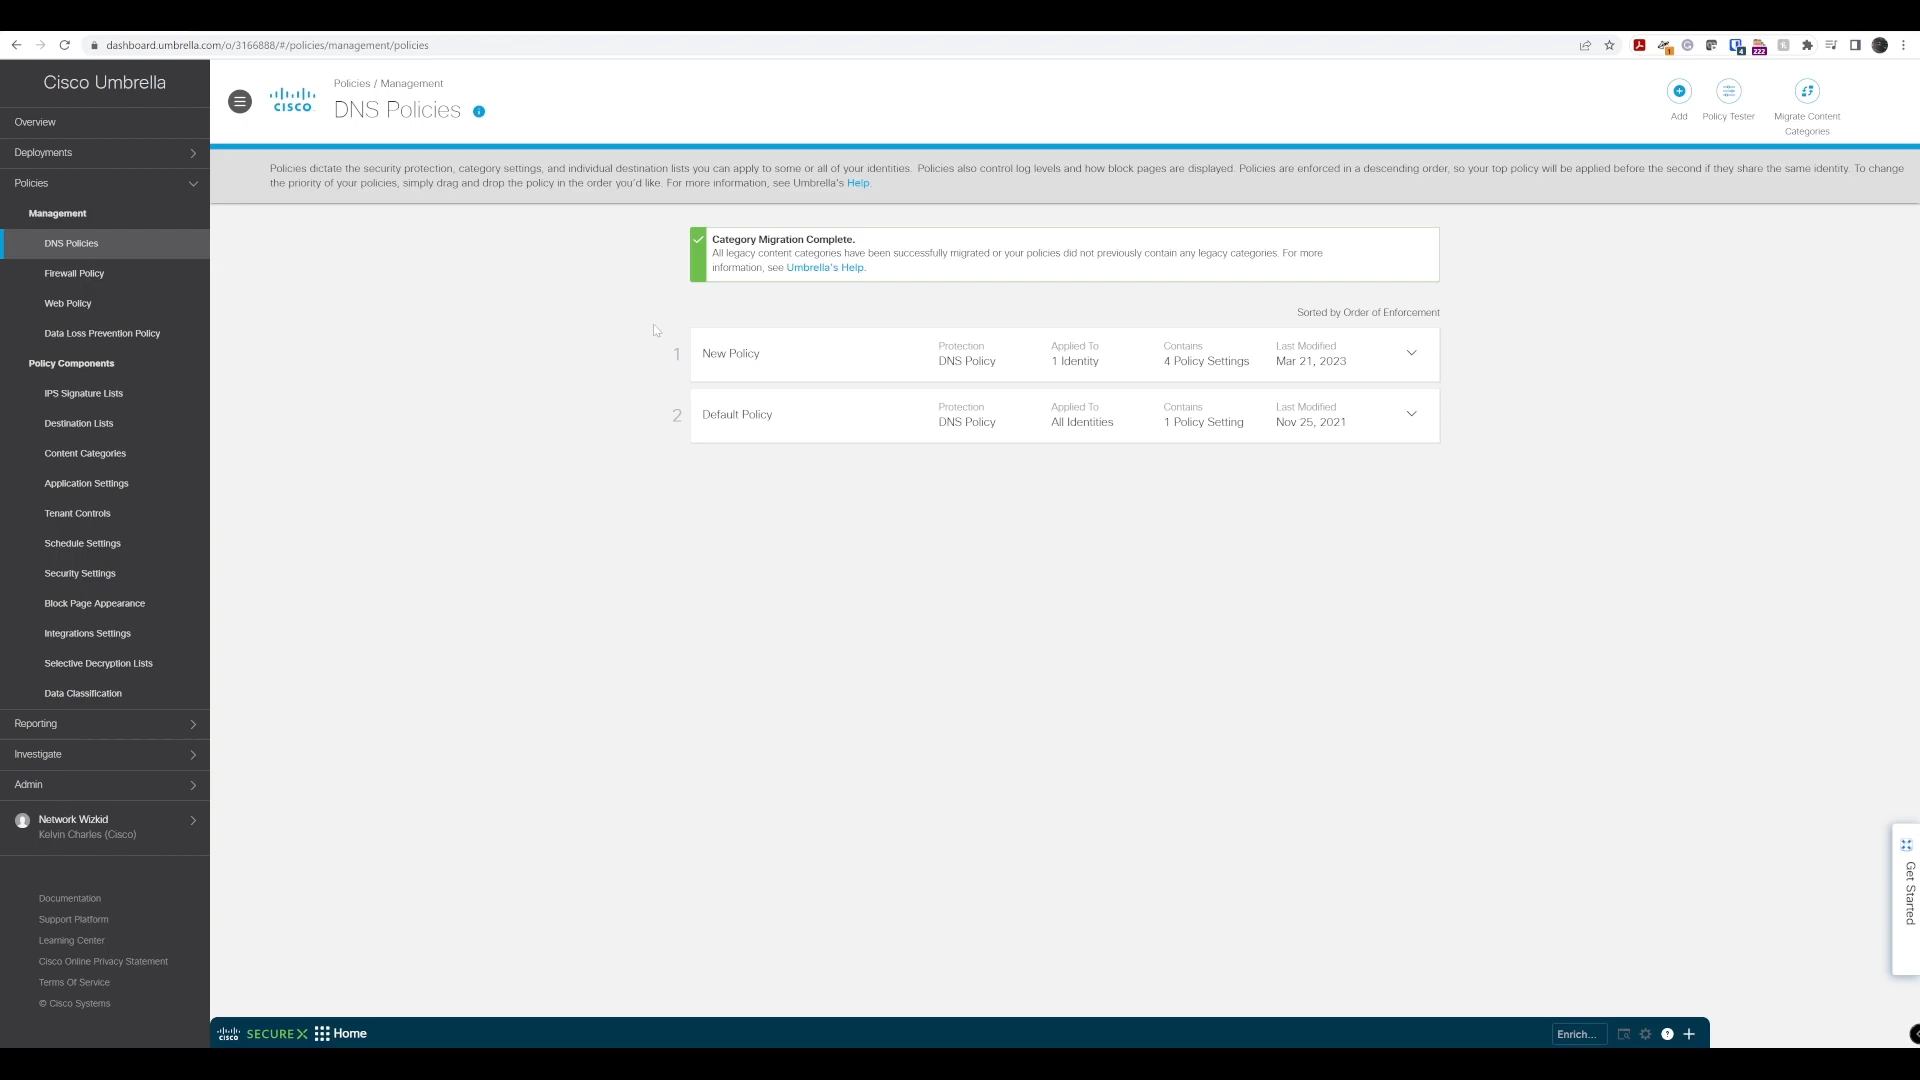 dashboard.umbrella.com/o/3166888/#/policies/management/policies
1
4
222
Cisco Umbrella
Overview
Deployments
Policies
Management
DNS Policies
Firewall Policy
Web Policy
Data Loss Prevention Policy
Policy Components
IPS Signature Lists
Destination Lists
Content Categories
Application Settings
Tenant Controls
Schedule Settings
Security Settings
Block Page Appearance
Integrations Settings
Selective Decryption Lists
Data Classification
Reporting
Investigate
Admin
Network Wizkid
Kelvin Charles (Cisco)
Documentation
Support Platform
Learning Center
Cisco Online Privacy Statement
Terms Of Service
© Cisco Systems
CISCO
Policies / Management
DNS Policies
Add
Policy Tester
Migrate Content
Categories
Policies dictate the security protection, category settings, and individual destination lists you can apply to some or all of your identities. Policies also control log levels and how block pages are displayed. Policies are enforced in a descending order, so your top policy will be applied before the second if they share the same identity. To change
the priority of your policies, simply drag and drop the policy in the order you'd like. For more information, see Umbrella's Help.
Category Migration Complete.
All legacy content categories have been successfully migrated or your policies did not previously contain any legacy categories. For more
information, see Umbrella's Help.
Sorted by Order of Enforcement
1 New Policy
Protection
DNS Policy
Applied To
1 Identity
Contains
4 Policy Settings
Last Modified
Mar 21, 2023
2 Default Policy
Protection
DNS Policy
Applied To
All Identities
Contains
1 Policy Setting
Last Modified
Nov 25, 2021
Get Started
CISCO SECUREX Home
Enrich... ?